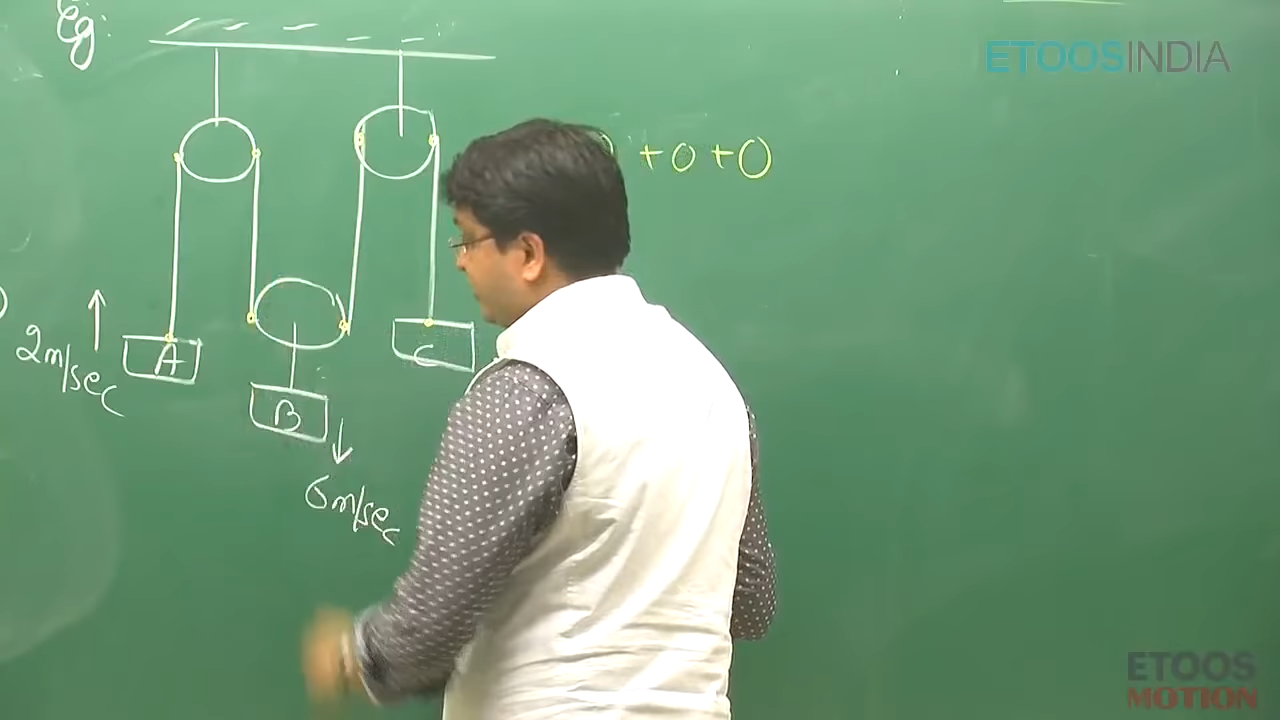 Eg:
ETOOSINDIA
+0 +0
2m/sec
A
C
B
6m/sec
ETOOS
MOTION